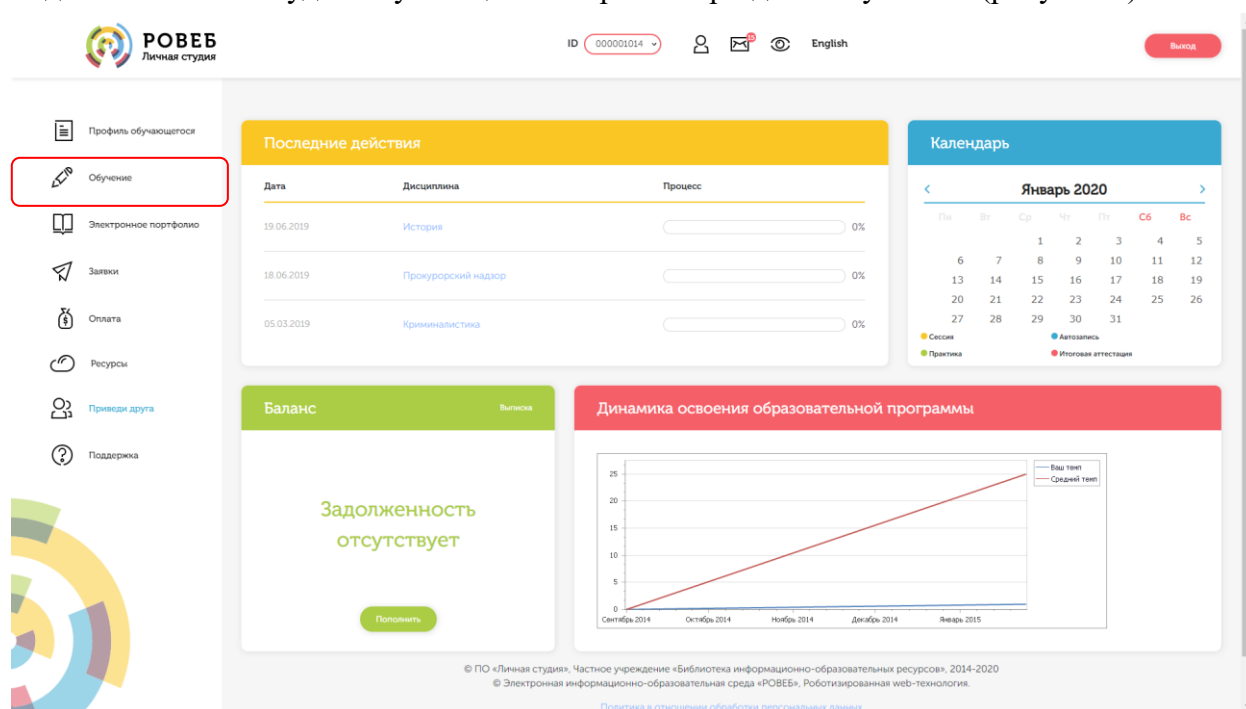 РОВЕБ
Личная студия
ID 000001014
15
English
Выход
Профиль обучающегося
Обучение
Электронное портфолио
Заявки
Оплата
Ресурсы
Приведи друга
Поддержка
Последние действия
Дата Дисциплина Процесс
19.06.2019 История 0%
18.06.2019 Прокурорский надзор 0%
05.03.2019 Криминалистика 0%
Календарь
< Январь 2020 >
Пн Вт Ср Чт Пт Сб Вс
1 2 3 4 5
6 7 8 9 10 11 12
13 14 15 16 17 18 19
20 21 22 23 24 25 26
27 28 29 30 31
Сессия Автозапись
Практика Итоговая аттестация
Баланс Выписка
Задолженность
отсутствует
Пополнить
Динамика освоения образовательной программы
25
20
15
10
5
0
Сентябрь 2014 Октябрь 2014 Ноябрь 2014 Декабрь 2014 Январь 2015
Ваш темп
Средний темп
© ПО «Личная студия», Частное учреждение «Библиотека информационно-образовательных ресурсов», 2014-2020
© Электронная информационно-образовательная среда «РОВЕБ», Роботизированная web-технология.
Политика в отношении обработки персональных данных